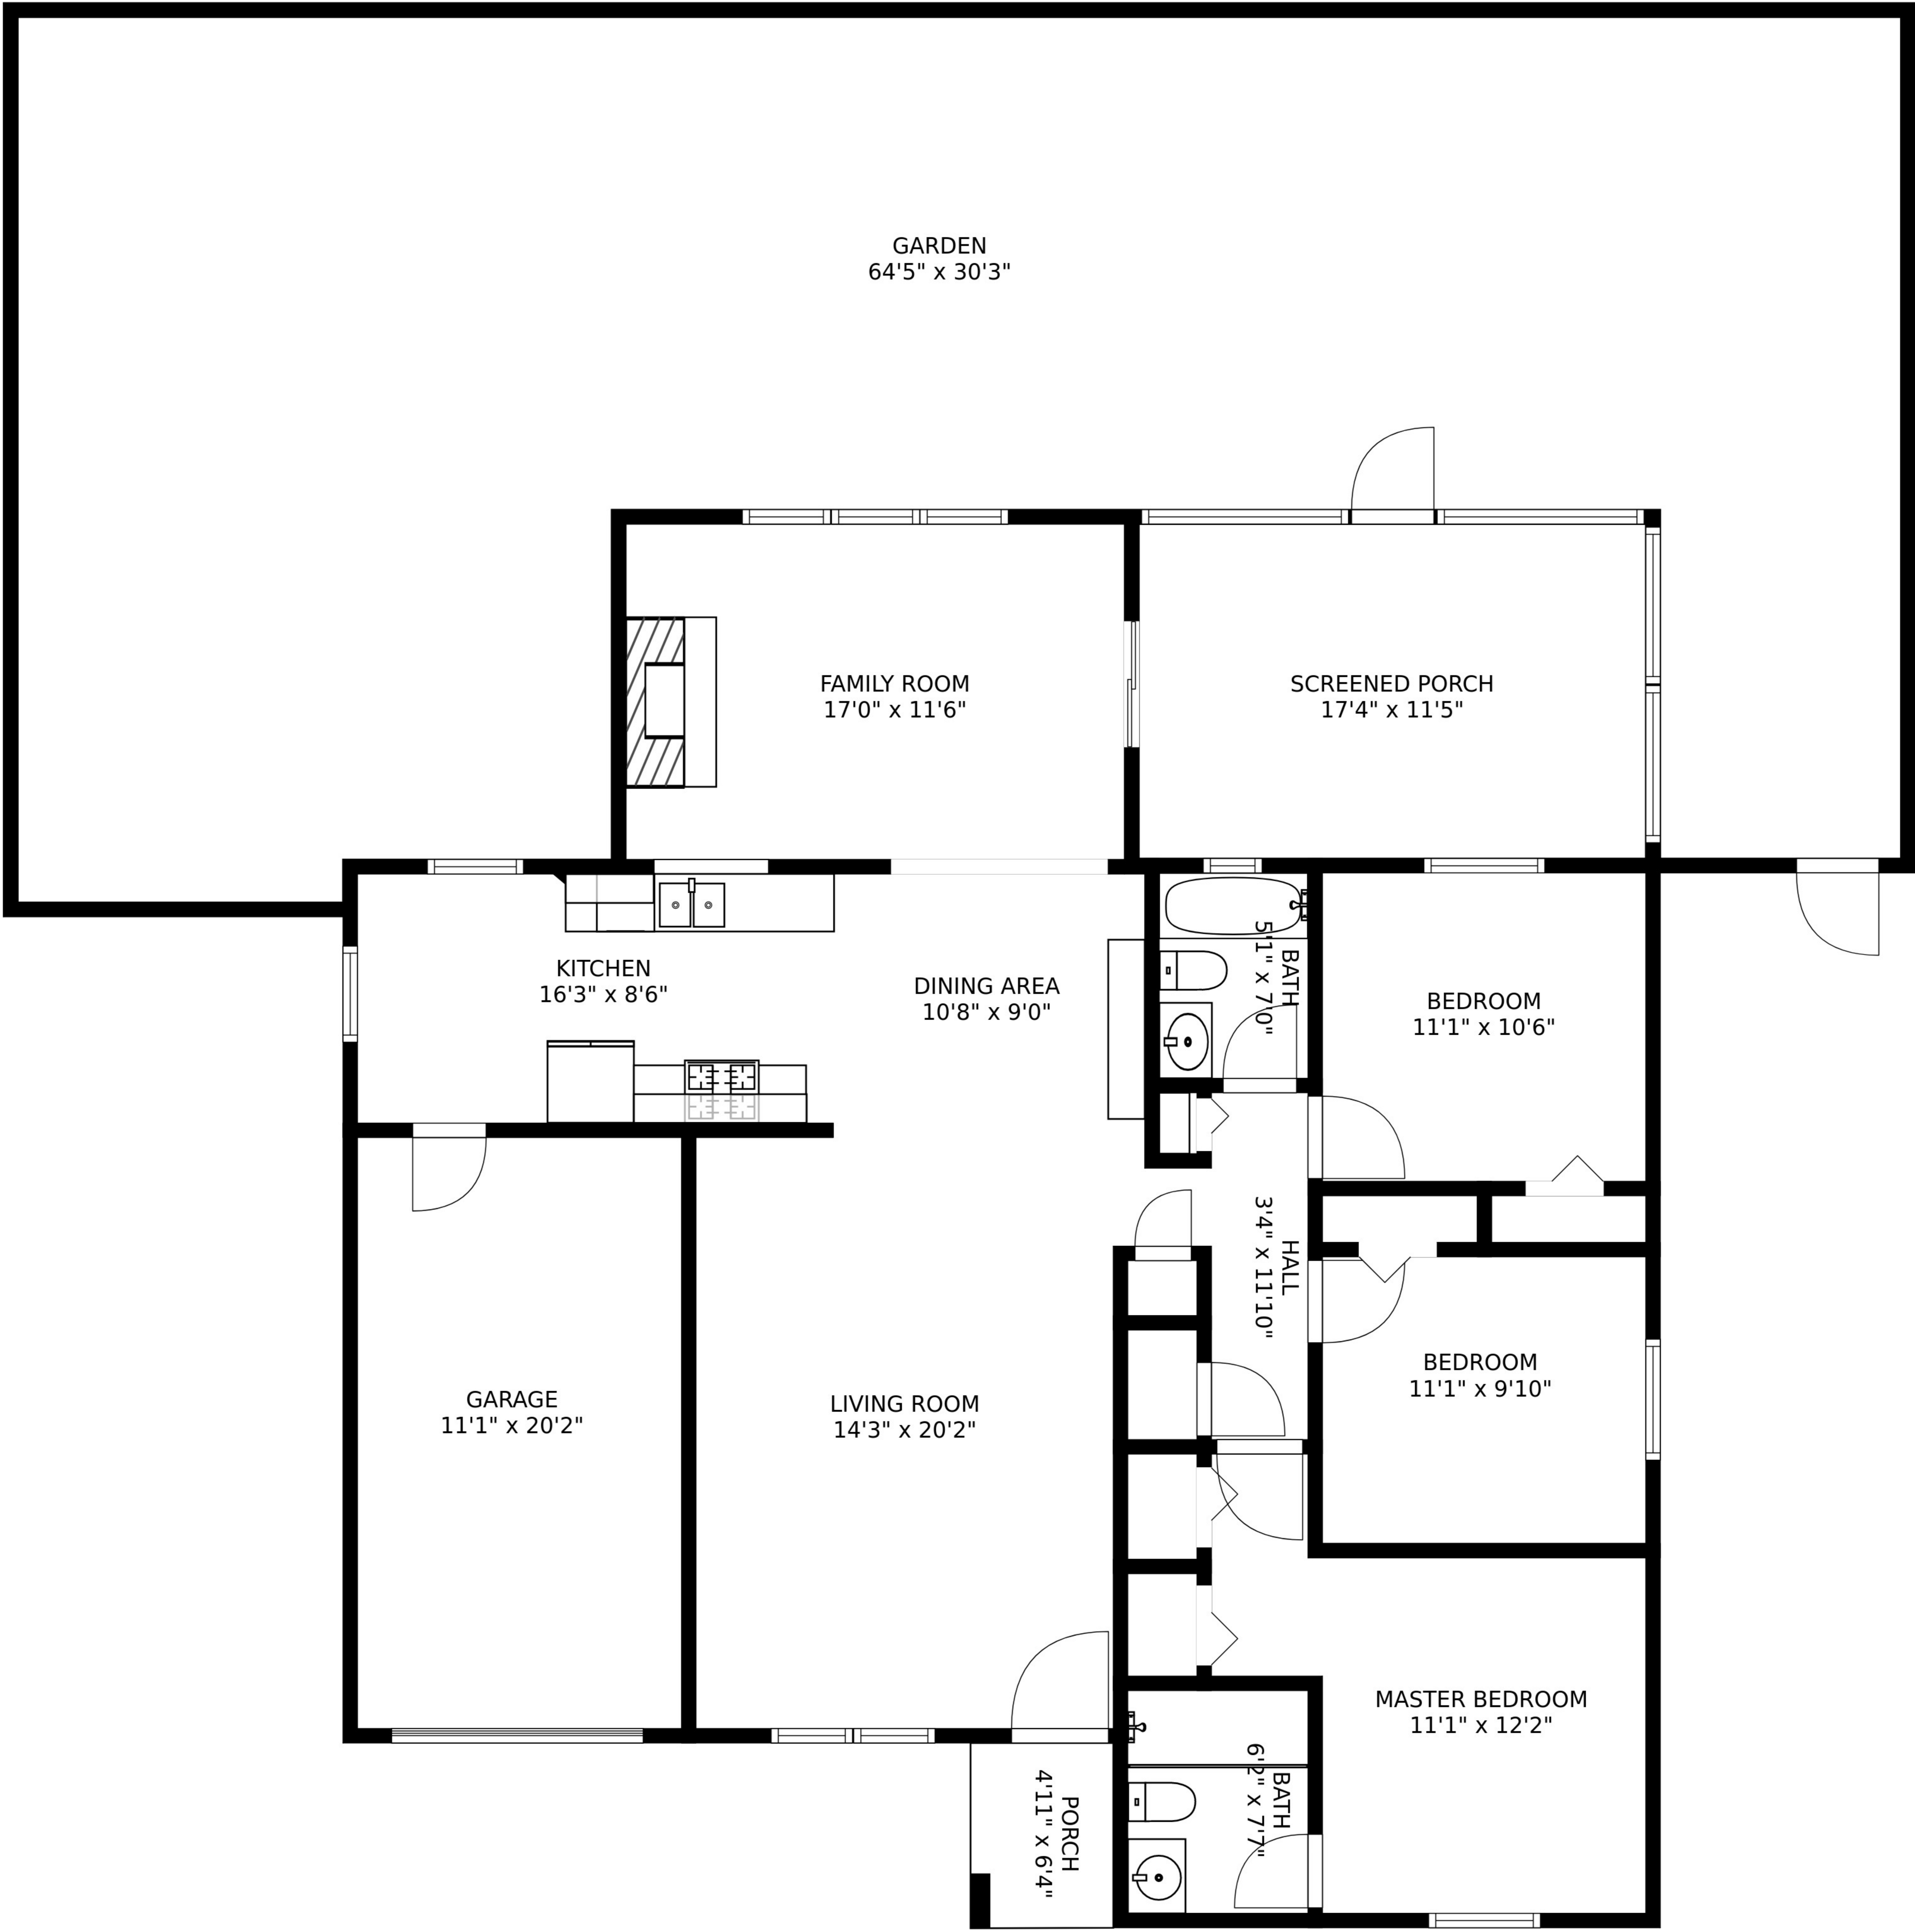 GARDEN
64'5" x 30'3"
FAMILY ROOM
17'0" x 11'6"
SCREENED PORCH
17'4" x 11'5"
KITCHEN
16'3" x 8'6"
DINING AREA
10'8" x 9'0"
BATH
5'1" x 7'0"
BEDROOM
11'1" x 10'6"
HALL
3'4" x 11'10"
BEDROOM
11'1" x 9'10"
GARAGE
11'1" x 20'2"
LIVING ROOM
14'3" x 20'2"
MASTER BEDROOM
11'1" x 12'2"
BATH
6'2" x 7'7"
PORCH
4'11" x 6'4"